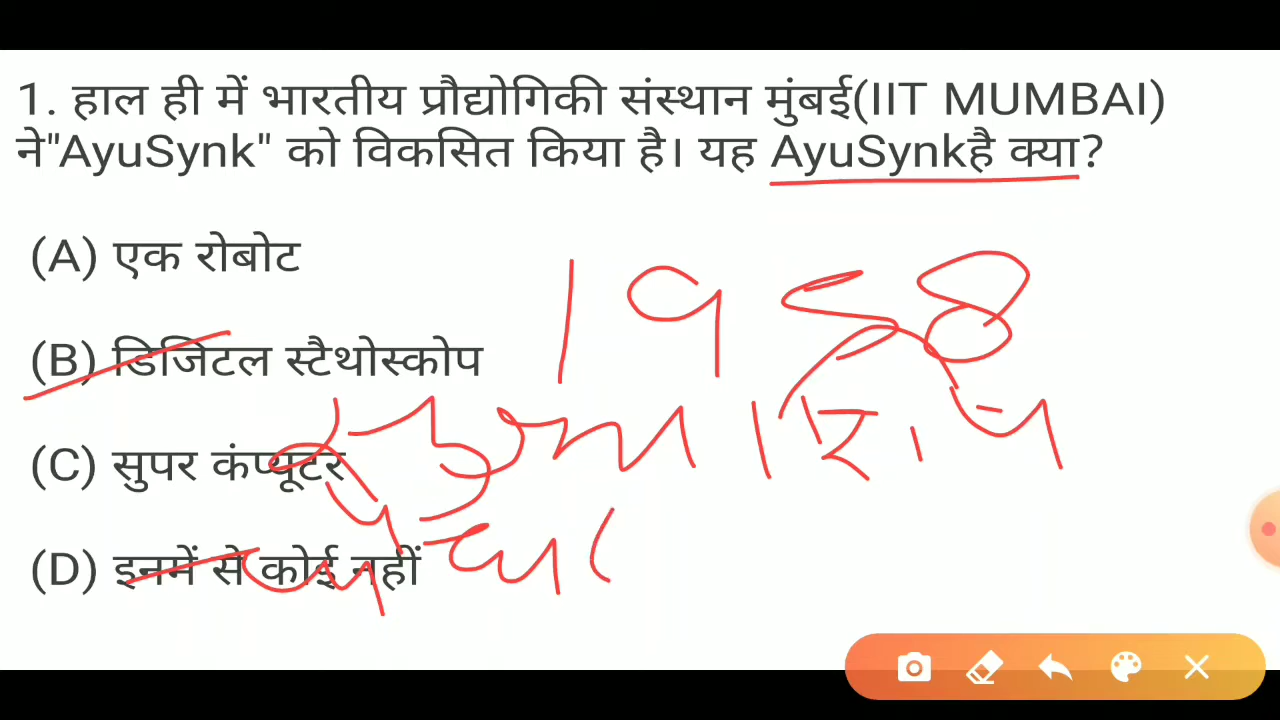 1. हाल ही में भारतीय प्रौद्योगिकी संस्थान मुंबई(IIT MUMBAI)
ने"AyuSynk" को विकसित किया है। यह AyuSynkहै क्या?
(A) एक रोबोट
1958
(B) डिजिटल स्टैथोस्कोप
(C) सुपर कंप्यूटर
(D) इनमें से कोई नहीं